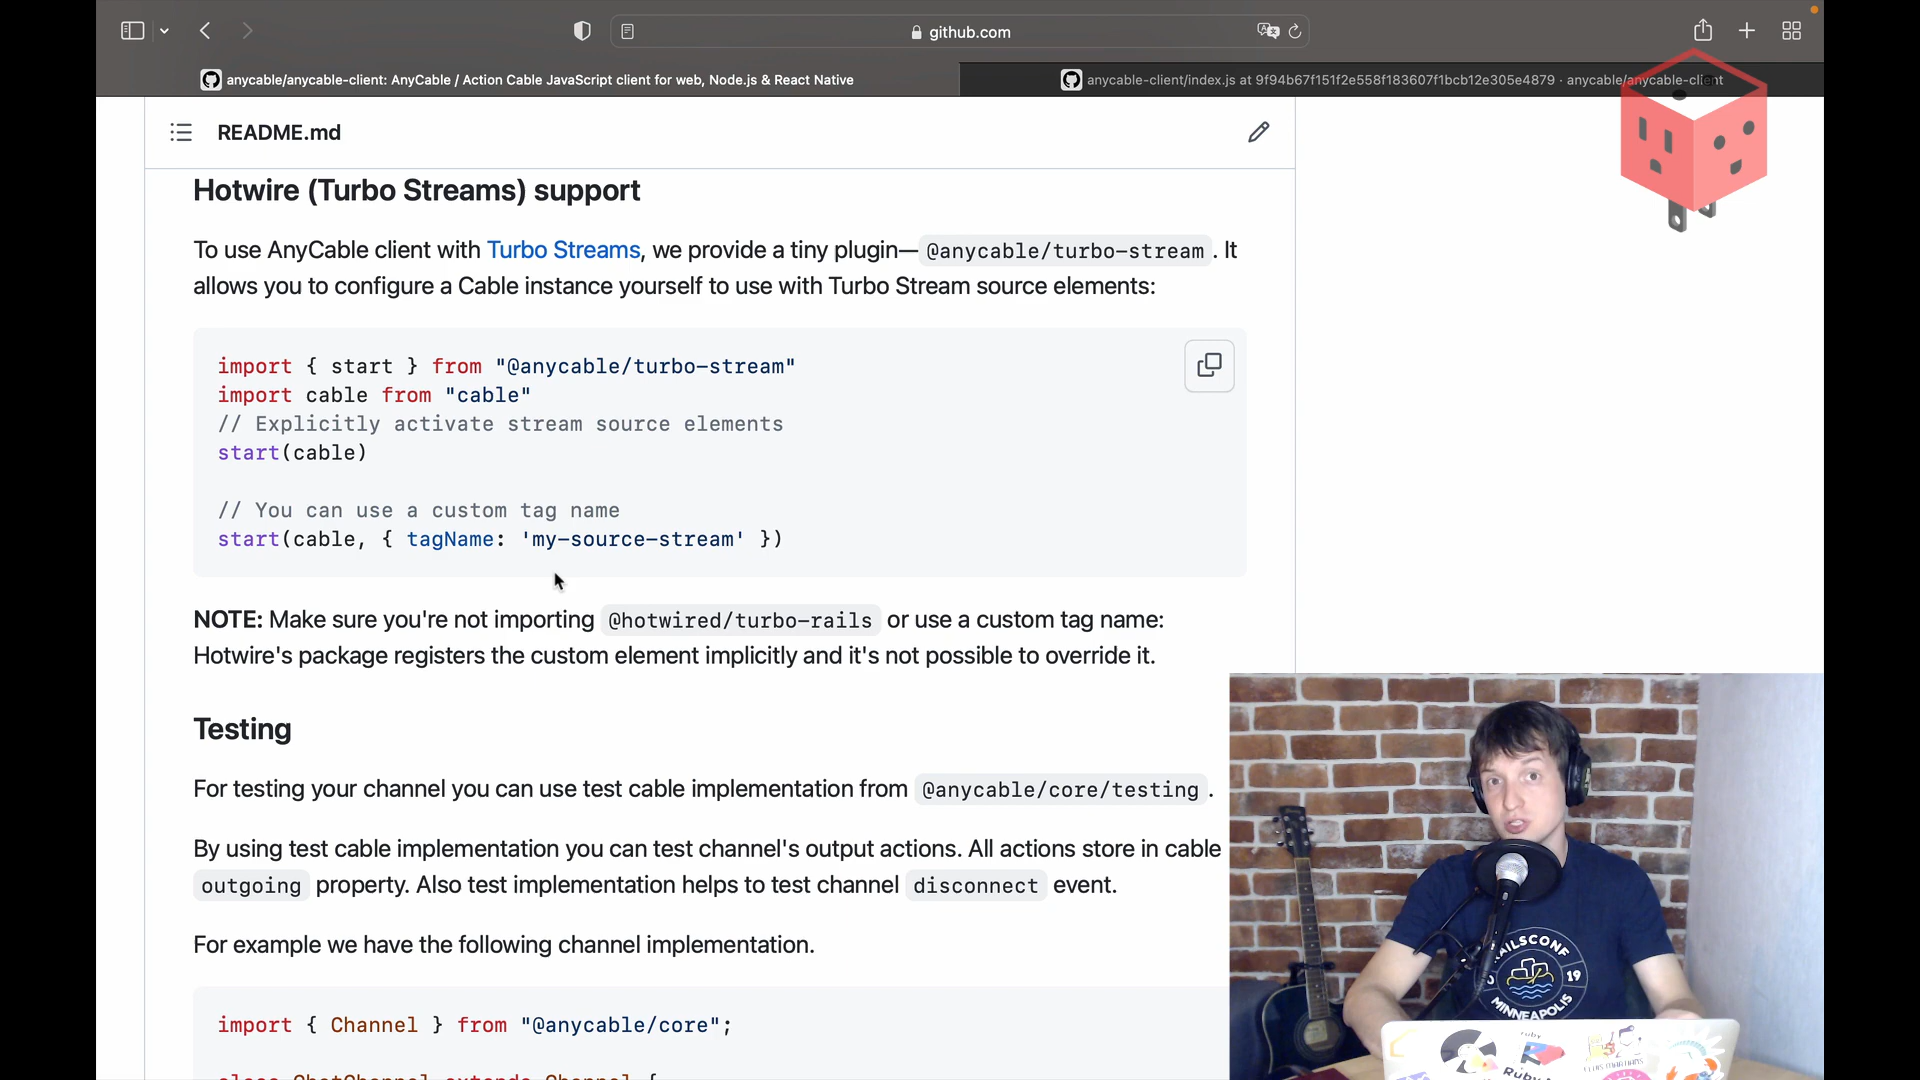 github.com
anycable/anycable-client: AnyCable / Action Cable JavaScript client for web, Node.js & React Native
anycable-client/index.js at 9f94b67f151f2e558f183607f1bcb12e305e4879 · anycable/anycable-client
README.md
Hotwire (Turbo Streams) support
To use AnyCable client with Turbo Streams, we provide a tiny plugin—@anycable/turbo-stream. It
allows you to configure a Cable instance yourself to use with Turbo Stream source elements:
import { start } from "@anycable/turbo-stream"
import cable from "cable"
// Explicitly activate stream source elements
start(cable)
// You can use a custom tag name
start(cable, { tagName: 'my-source-stream' })
NOTE: Make sure you're not importing @hotwired/turbo-rails or use a custom tag name:
Hotwire's package registers the custom element implicitly and it's not possible to override it.
Testing
For testing your channel you can use test cable implementation from @anycable/core/testing.
By using test cable implementation you can test channel's output actions. All actions store in cable
outgoing property. Also test implementation helps to test channel disconnect event.
For example we have the following channel implementation.
import { Channel } from "@anycable/core";
class ChatChannel extends Channel {
RAILSCONF
19
MINNEAPOLIS
ruby
Ruby